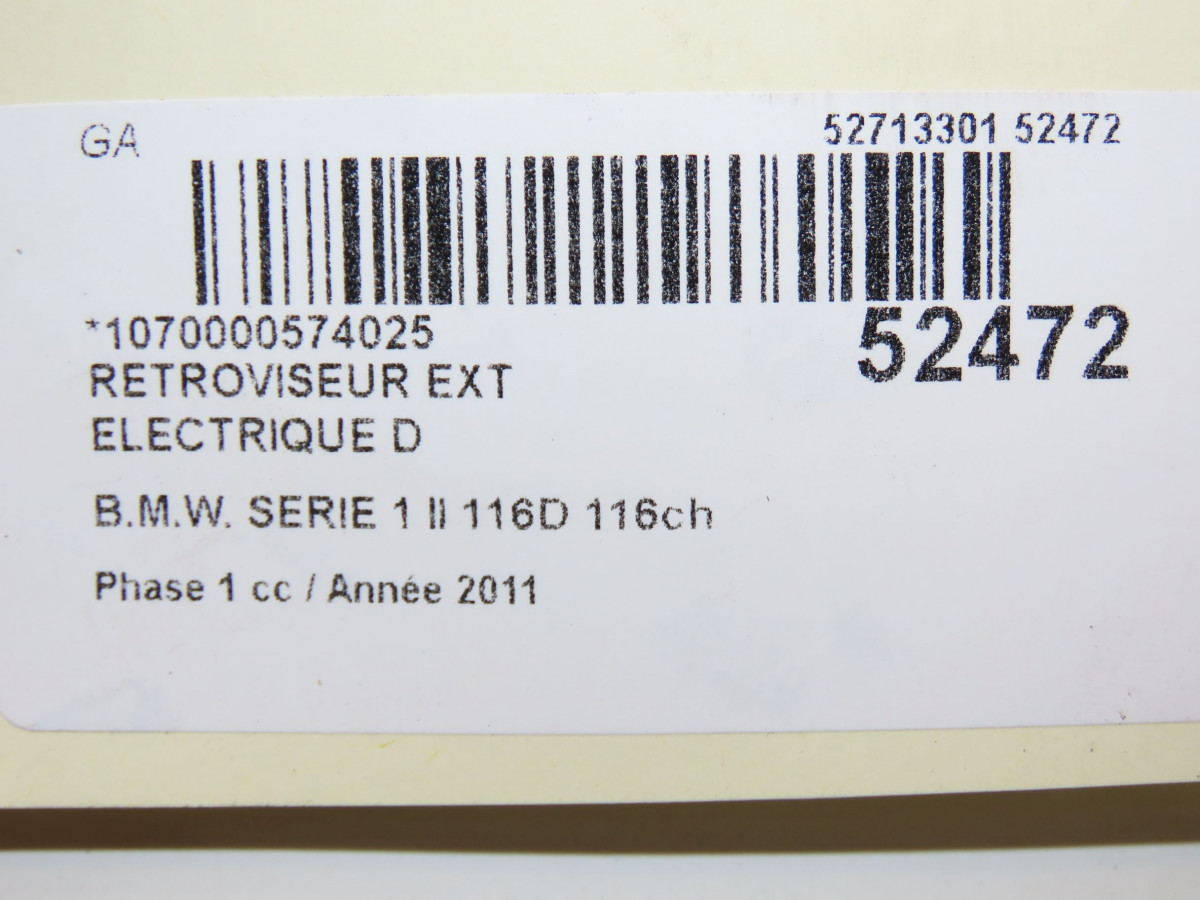 GA
52713301 52472
*1070000574025
52472
RETROVISEUR EXT
ELECTRIQUE D
B.M.W. SERIE 1 II 116D 116ch
Phase 1 cc / Année 2011